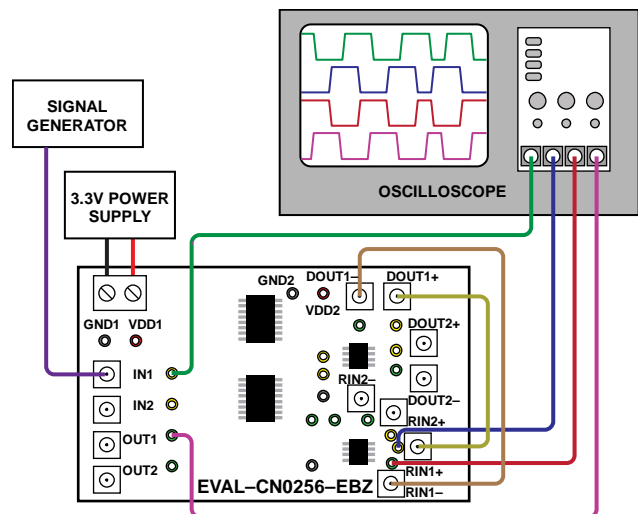 SIGNAL
GENERATOR
3.3V POWER
SUPPLY
OSCILLOSCOPE
GND2
DOUT1–
DOUT1+
VDD2
GND1
VDD1
DOUT2+
IN1
RIN2–
IN2
DOUT2–
RIN2+
OUT1
OUT2
RIN1+
EVAL–CN0256–EBZ
RIN1–